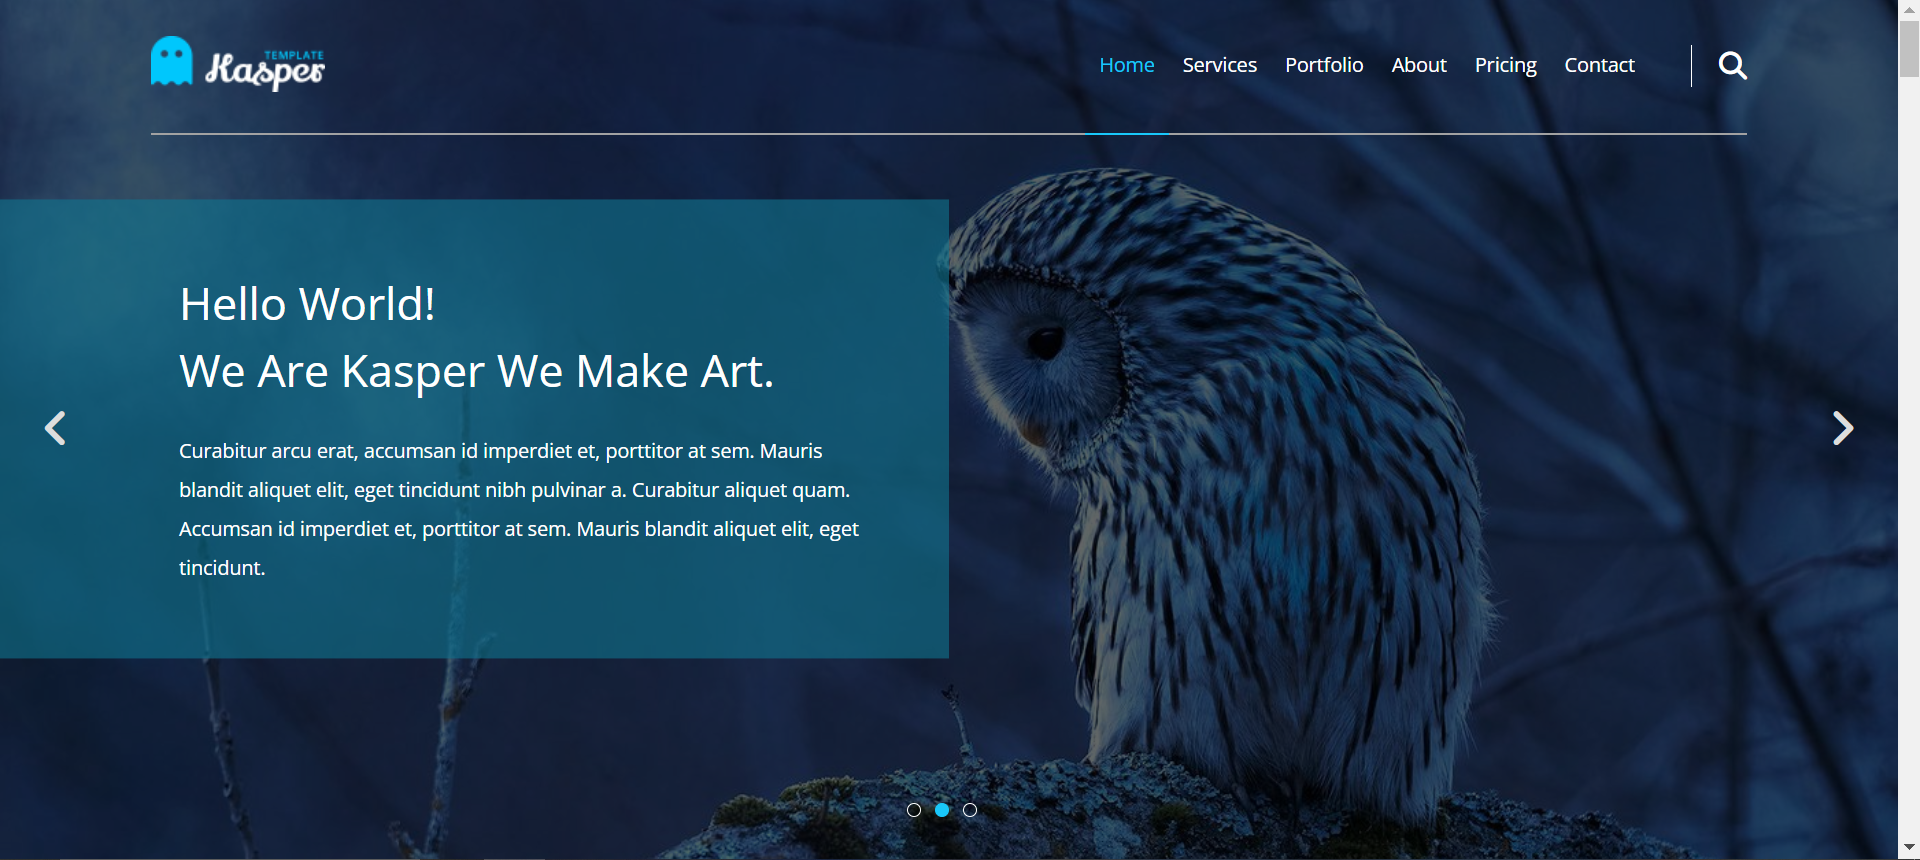 TEMPLATE
Kasper
Home Services Portfolio About Pricing Contact
Hello World!
We Are Kasper We Make Art.
Curabitur arcu erat, accumsan id imperdiet et, porttitor at sem. Mauris
blandit aliquet elit, eget tincidunt nibh pulvinar a. Curabitur aliquet quam.
Accumsan id imperdiet et, porttitor at sem. Mauris blandit aliquet elit, eget
tincidunt.